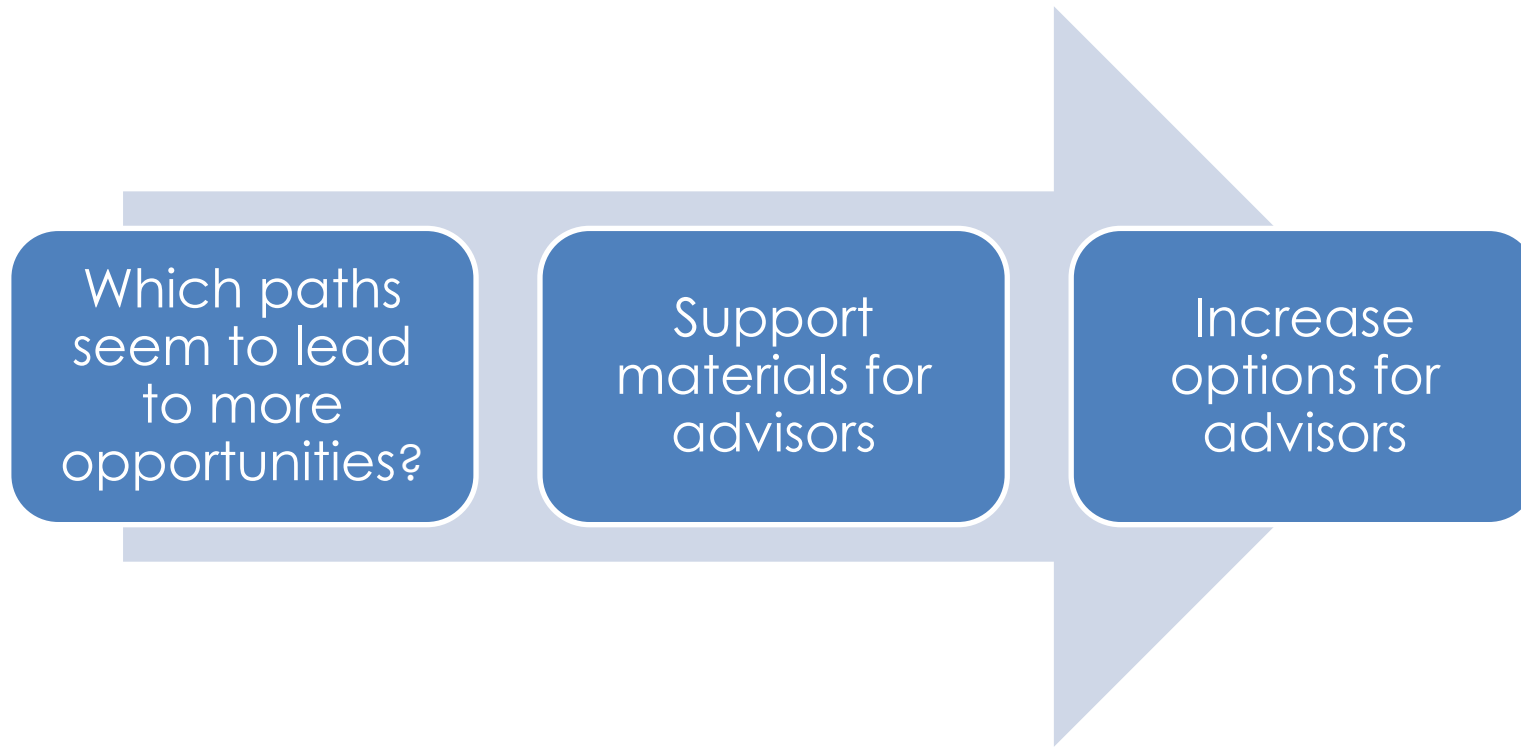 Which paths
seem to lead
to more
opportunities?
Support
materials for
advisors
Increase
options for
advisors